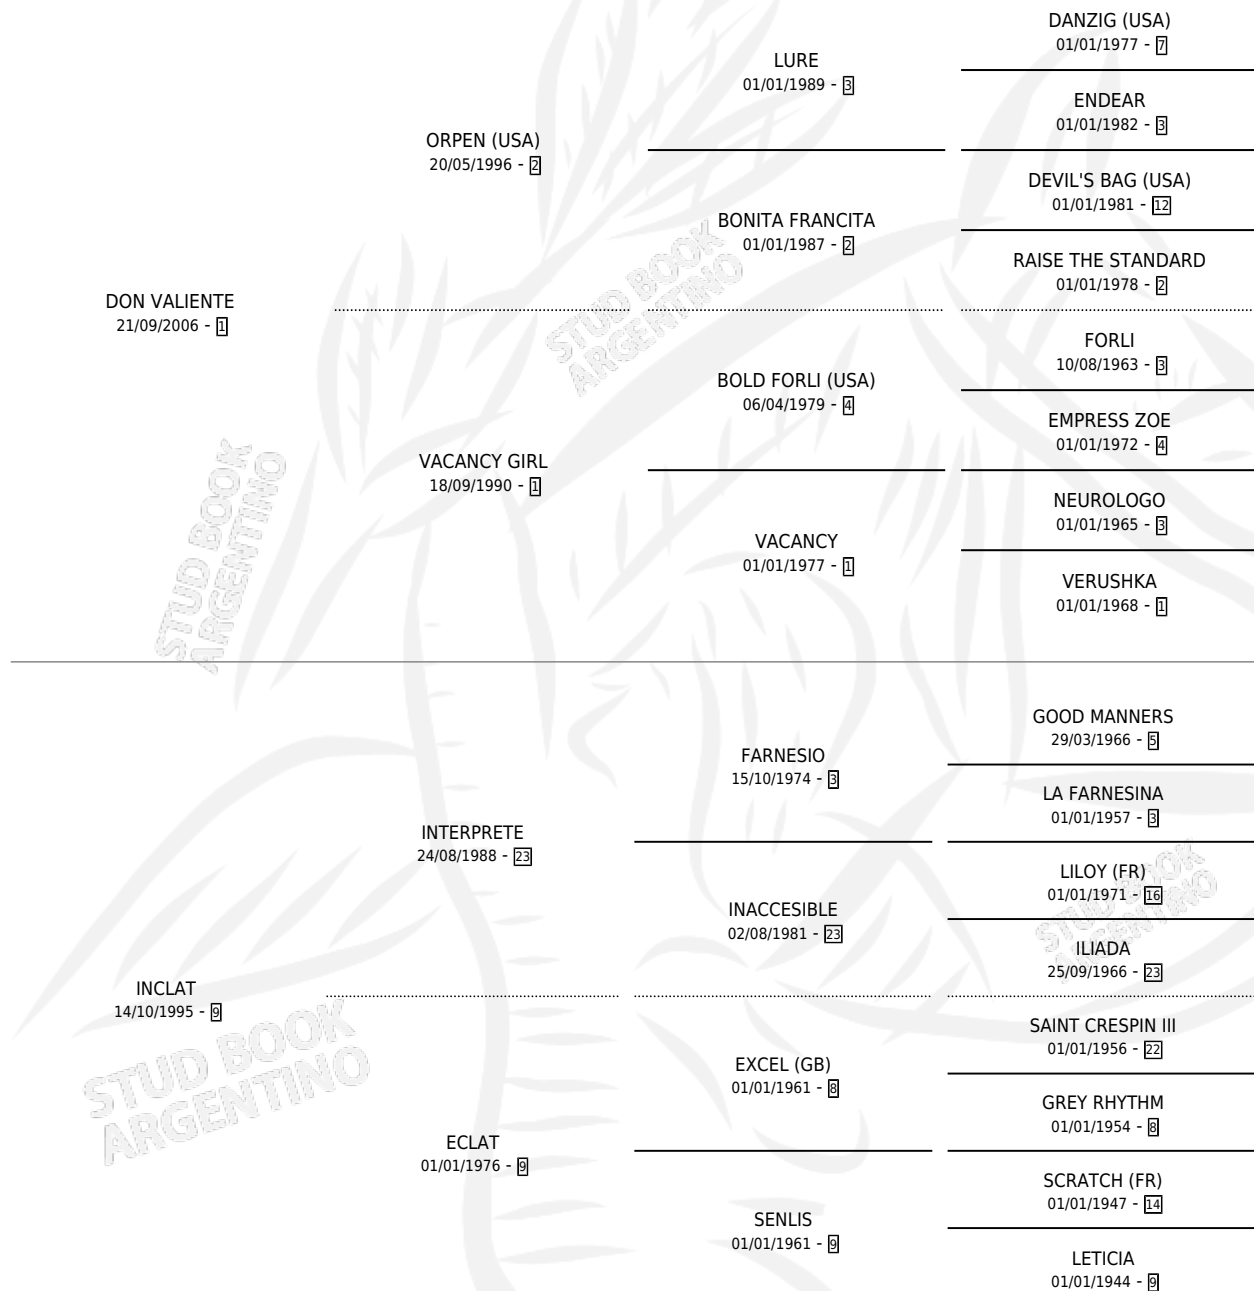 DANZIG (USA)
01/01/1977 - 7
LURE
01/01/1989 - 3
ENDEAR
01/01/1982 - 3
ORPEN (USA)
20/05/1996 - 2
DEVIL'S BAG (USA)
01/01/1981 - 12
BONITA FRANCITA
01/01/1987 - 2
RAISE THE STANDARD
01/01/1978 - 2
DON VALIENTE
21/09/2006 - 1
FORLI
10/08/1963 - 3
BOLD FORLI (USA)
06/04/1979 - 4
EMPRESS ZOE
01/01/1972 - 4
VACANCY GIRL
18/09/1990 - 1
NEUROLOGO
01/01/1965 - 3
VACANCY
01/01/1977 - 1
VERUSHKA
01/01/1968 - 1
GOOD MANNERS
29/03/1966 - 5
FARNESIO
15/10/1974 - 3
LA FARNESINA
01/01/1957 - 3
INTERPRETE
24/08/1988 - 23
LILOY (FR)
01/01/1971 - 16
INACCESIBLE
02/08/1981 - 23
ILIADA
25/09/1966 - 23
INCLAT
14/10/1995 - 9
SAINT CRESPIN III
01/01/1956 - 22
EXCEL (GB)
01/01/1961 - 8
GREY RHYTHM
01/01/1954 - 8
ECLAT
01/01/1976 - 9
SCRATCH (FR)
01/01/1947 - 14
SENLIS
01/01/1961 - 9
LETICIA
01/01/1944 - 9
STUD BOOK
ARGENTINO
STUD BOOK
ARGENTINO
STUD BOOK
ARGENTINO
STUD BOOK
ARGENTINO